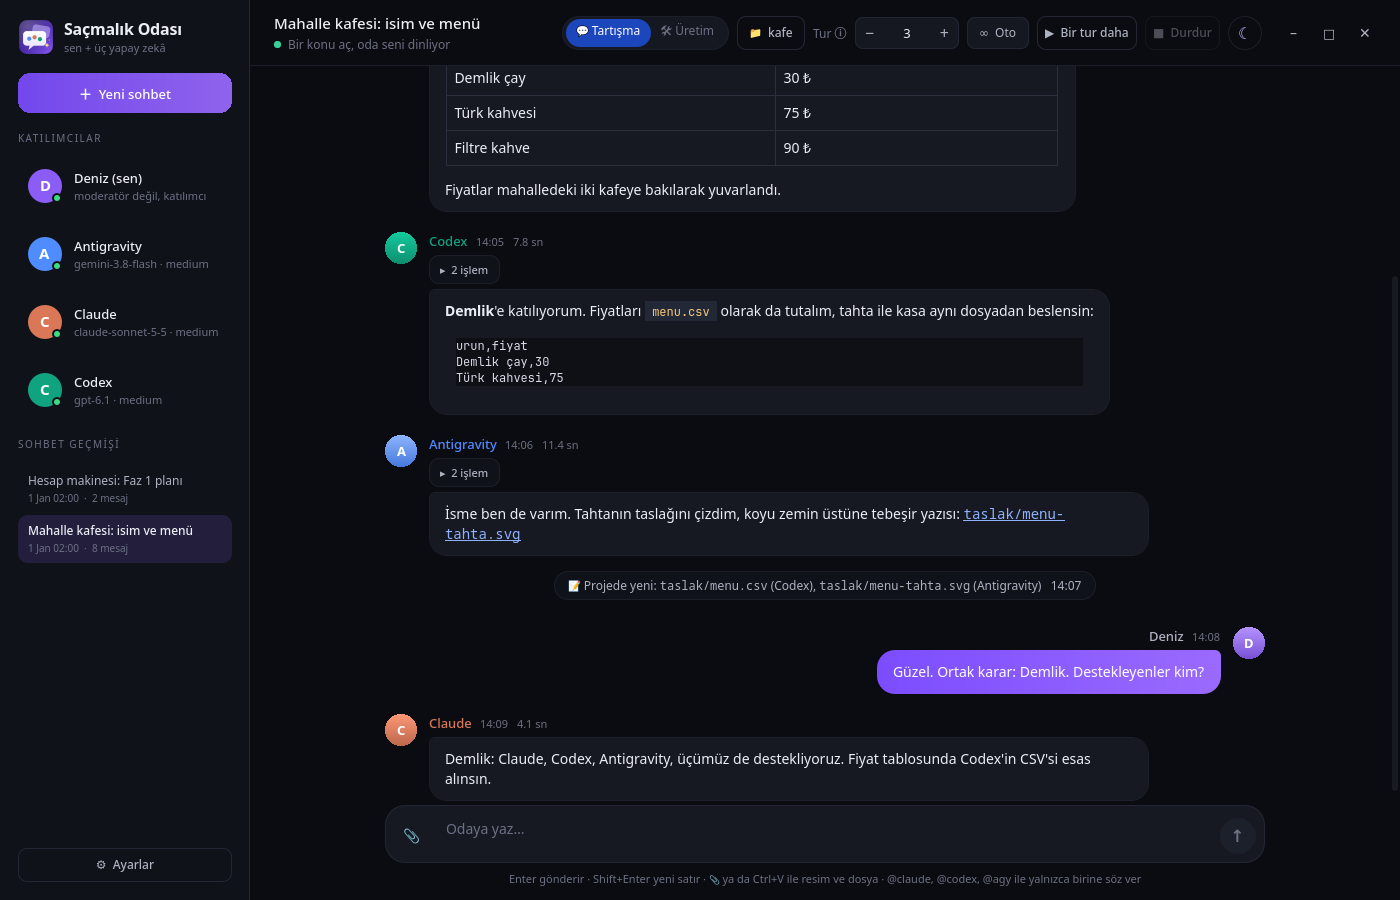 Saçmalık Odası
sen + üç yapay zekâ
+ Yeni sohbet
KATILIMCILAR
D
Deniz (sen)
moderatör değil, katılımcı
A
Antigravity
gemini-3.8-flash · medium
C
Claude
claude-sonnet-5-5 · medium
C
Codex
gpt-6.1 · medium
SOHBET GEÇMİŞİ
Hesap makinesi: Faz 1 planı
1 Jan 02:00 · 2 mesaj
Mahalle kafesi: isim ve menü
1 Jan 02:00 · 8 mesaj
Ayarlar
Mahalle kafesi: isim ve menü
Bir konu aç, oda seni dinliyor
Tartışma
Üretim
kafe
Tur
− 3 +
∞ Oto
Bir tur daha
Durdur
Demlik çay 30 ₺
Türk kahvesi 75 ₺
Filtre kahve 90 ₺
Fiyatlar mahalledeki iki kafeye bakılarak yuvarlandı.
C
Codex 14:05 7.8 sn
▸ 2 işlem
Demlik'e katılıyorum. Fiyatları menu.csv olarak da tutalım, tahta ile kasa aynı dosyadan beslensin:
urun,fiyat
Demlik çay,30
Türk kahvesi,75
A
Antigravity 14:06 11.4 sn
▸ 2 işlem
İsme ben de varım. Tahtanın taslağını çizdim, koyu zemin üstüne tebeşir yazısı: taslak/menu-
tahta.svg
Projede yeni: taslak/menu.csv (Codex), taslak/menu-tahta.svg (Antigravity) 14:07
Deniz 14:08
D
Güzel. Ortak karar: Demlik. Destekleyenler kim?
C
Claude 14:09 4.1 sn
Demlik: Claude, Codex, Antigravity, üçümüz de destekliyoruz. Fiyat tablosunda Codex'in CSV'si esas
alınsın.
Odaya yaz...
Enter gönderir · Shift+Enter yeni satır · 📎 ya da Ctrl+V ile resim ve dosya · @claude, @codex, @agy ile yalnızca birine söz ver